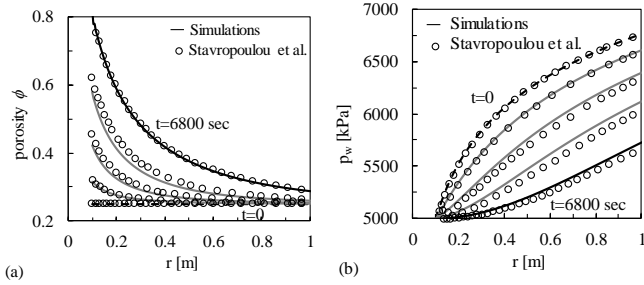 0.8
0.6
0.4
0.2
porosity ϕ
Simulations
Stavropoulou et al.
t=6800 sec
t=0
0 0.2 0.4 0.6 0.8 1
r [m]
(a)
7000
6500
6000
5500
5000
p_w [kPa]
Simulations
Stavropoulou et al.
t=0
t=6800 sec
0 0.2 0.4 0.6 0.8 1
r [m]
(b)